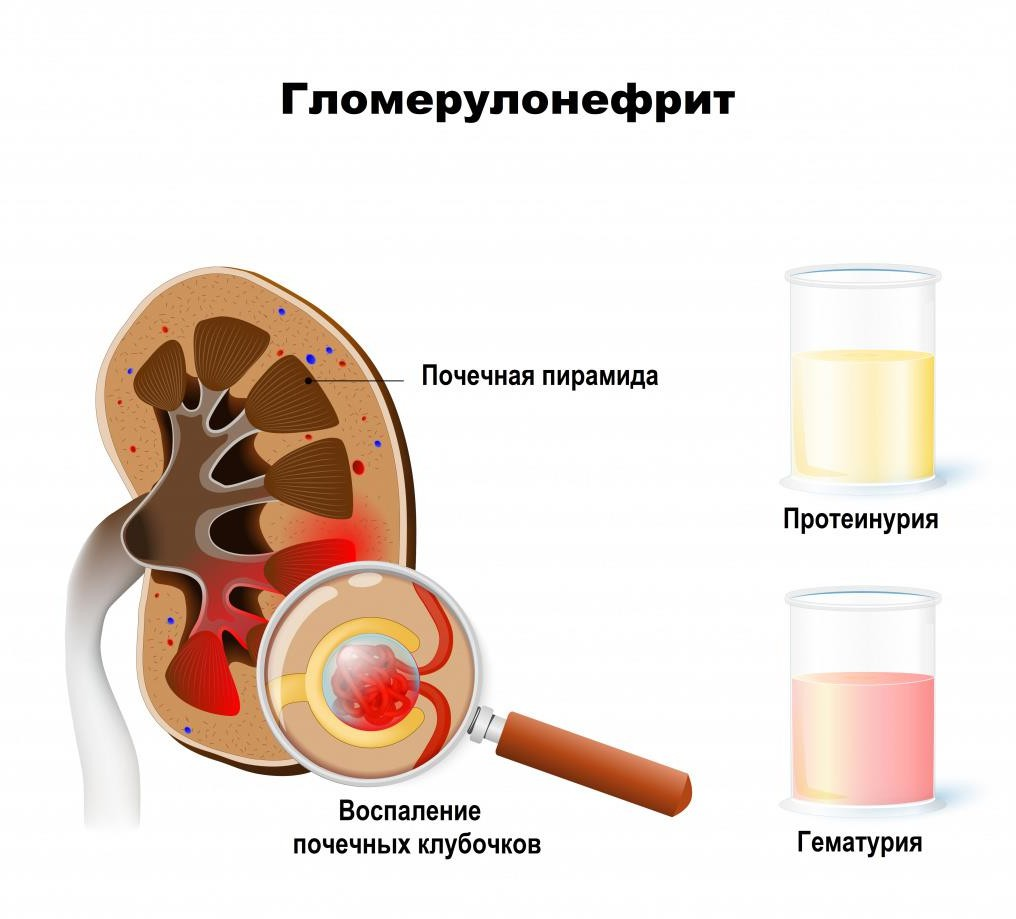 Гломерулонефрит
Почечная пирамида
Протеинурия
Воспаление
почечных клубочков
Гематурия